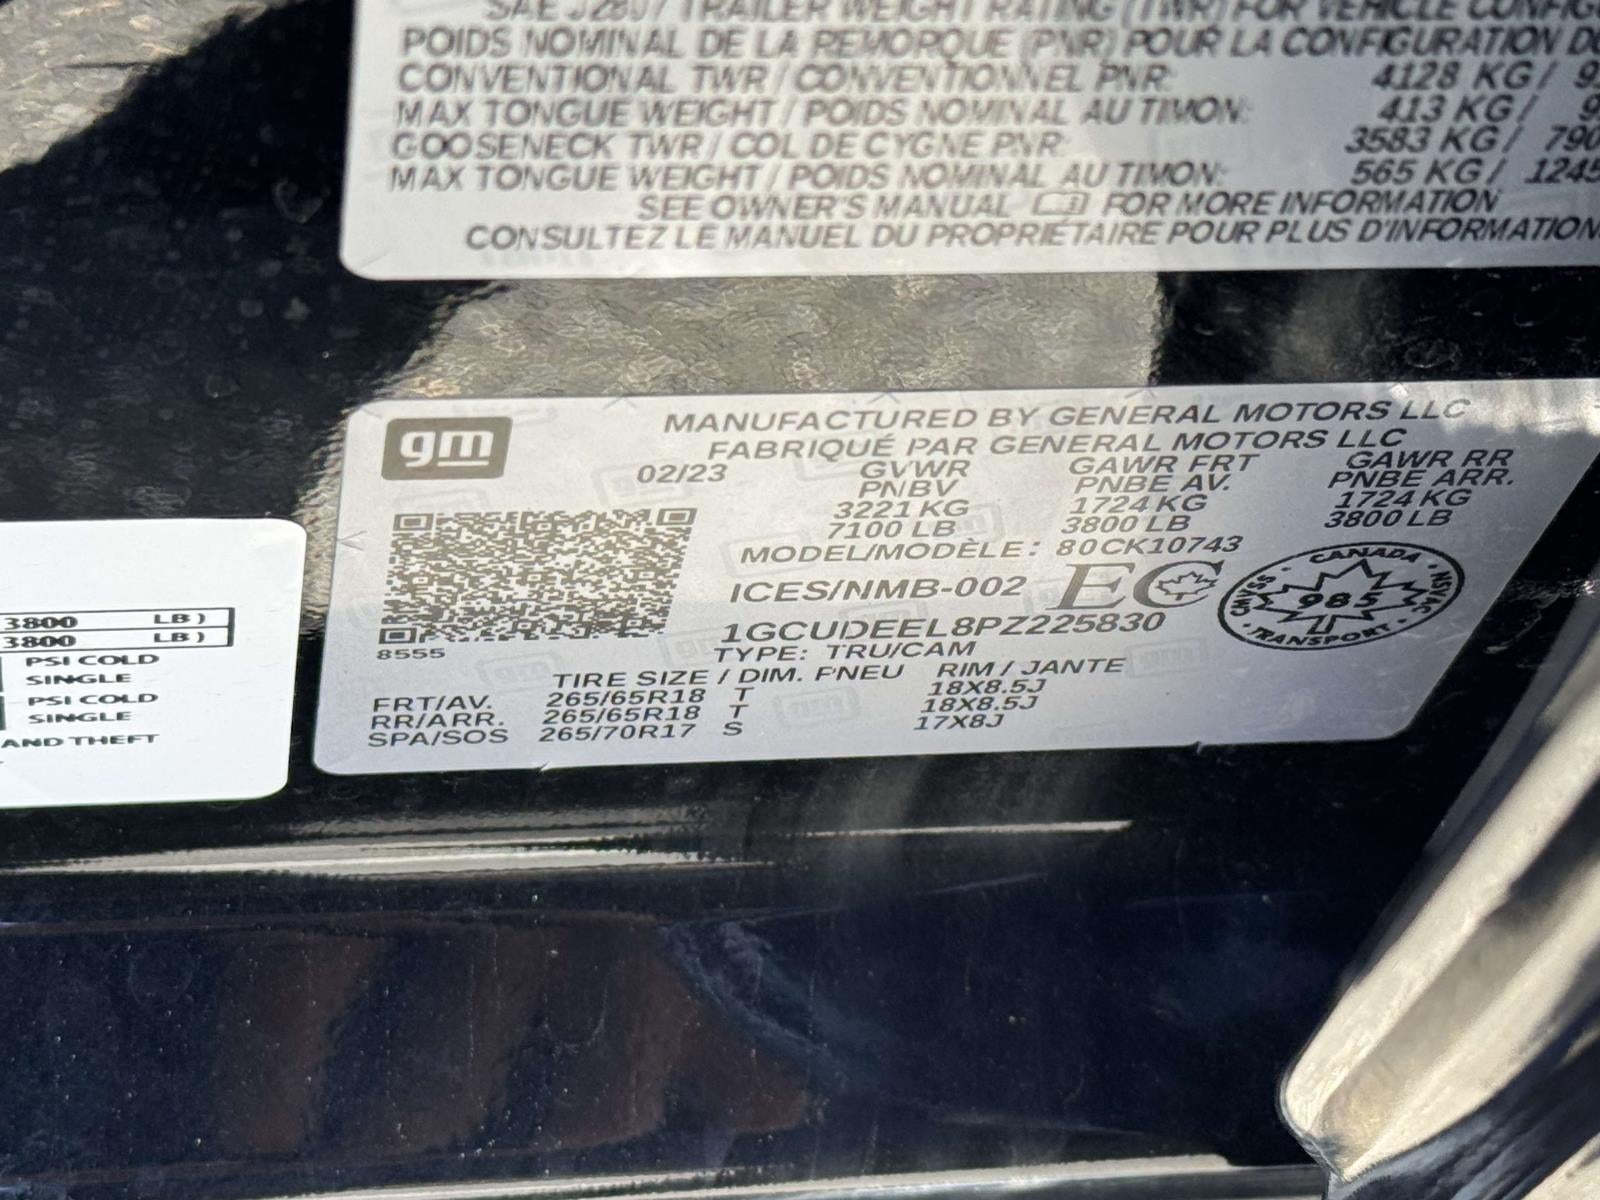 SAE J2807 TRAILER WEIGHT RATING (TWR) FOR VEHICLE
POIDS NOMINAL DE LA REMORQUE (PNR) POUR LA CONFIGURATION
CONVENTIONAL TWR / CONVENTIONNEL PNR: 4128 KG /
MAX TONGUE WEIGHT / POIDS NOMINAL AU TIMON: 413 KG /
GOOSENECK TWR / COL DE CYGNE PNR: 3583 KG / 790
MAX TONGUE WEIGHT / POIDS NOMINAL AU TIMON: 565 KG / 1245
SEE OWNER'S MANUAL FOR MORE INFORMATION
CONSULTEZ LE MANUEL DU PROPRIÉTAIRE POUR PLUS D'INFORMATION
gm
MANUFACTURED BY GENERAL MOTORS LLC
FABRIQUÉ PAR GENERAL MOTORS LLC
02/23 GVWR GAWR FRT GAWR RR
PNBV PNBE AV. PNBE ARR.
3221 KG 1724 KG 1724 KG
7100 LB 3800 LB 3800 LB
MODEL/MODÈLE: 80CK10743
ICES/NMB-002 EC
CANADA
CMVSS 985 NSVAC
TRANSPORT
1GCUDEEL8PZ225830
8555
TYPE: TRU/CAM
TIRE SIZE / DIM. PNEU RIM / JANTE
FRT/AV. 265/65R18 T 18X8.5J
RR/ARR. 265/65R18 T 18X8.5J
SPA/SOS 265/70R17 S 17X8J
3800 LB)
3800 LB)
PSI COLD
SINGLE
PSI COLD
SINGLE
AND THEFT